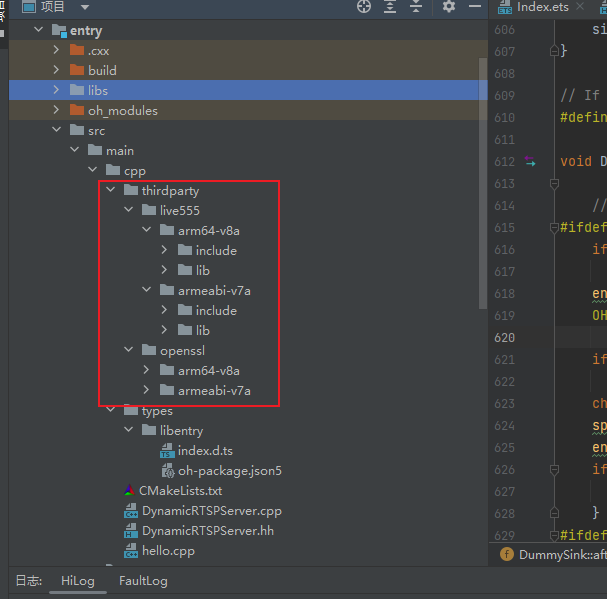 项目
Index.ets
entry
.cxx
build
libs
oh_modules
src
main
cpp
thirdparty
live555
arm64-v8a
include
lib
armeabi-v7a
include
lib
openssl
arm64-v8a
armeabi-v7a
types
libentry
index.d.ts
oh-package.json5
CMakeLists.txt
DynamicRTSPServer.cpp
DynamicRTSPServer.hh
hello.cpp
606 si
607 }
608
609 // If
610 #defin
611
612 void D
613
614 //
615 #ifdef
616 if
617
618 en
619 OH
620
621 if
622
623 ch
624 sp
625 en
626 if
627
628 }
629 #ifdef
DummySink::aft
日志:
HiLog
FaultLog